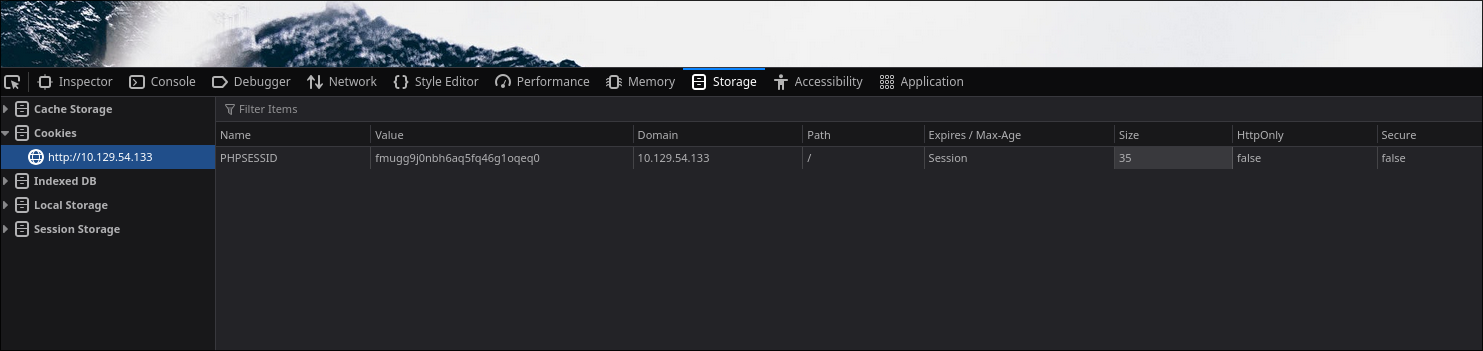 Inspector Console Debugger Network Style Editor Performance Memory Storage Accessibility Application
Cache Storage
Filter Items
Cookies
Name Value Domain Path Expires / Max-Age Size HttpOnly Secure
http://10.129.54.133
PHPSESSID fmugg9j0nbh6aq5fq46g1oqeq0 10.129.54.133 / Session 35 false false
Indexed DB
Local Storage
Session Storage